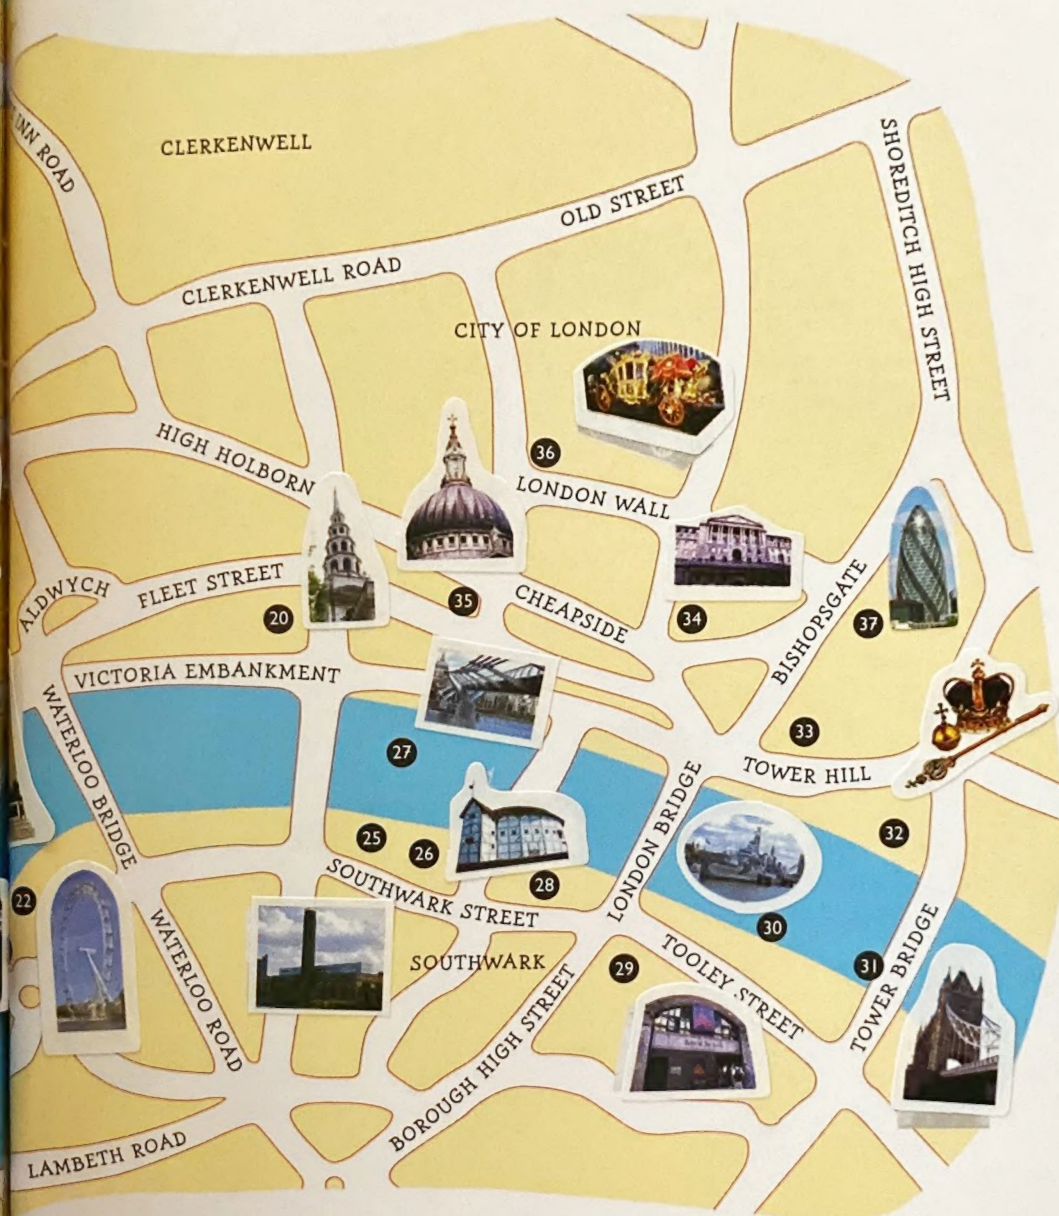 INN ROAD
CLERKENWELL
SHOREDITCH HIGH STREET
OLD STREET
CLERKENWELL ROAD
CITY OF LONDON
36
HIGH HOLBORN
LONDON WALL
ALDWYCH
FLEET STREET
20
35
CHEAPSIDE
34
BISHOPSGATE
37
VICTORIA EMBANKMENT
WATERLOO BRIDGE
27
33
TOWER HILL
LONDON BRIDGE
25
26
32
22
SOUTHWARK STREET
28
30
WATERLOO ROAD
SOUTHWARK
29
TOOLEY STREET
31
TOWER BRIDGE
BOROUGH HIGH STREET
LAMBETH ROAD